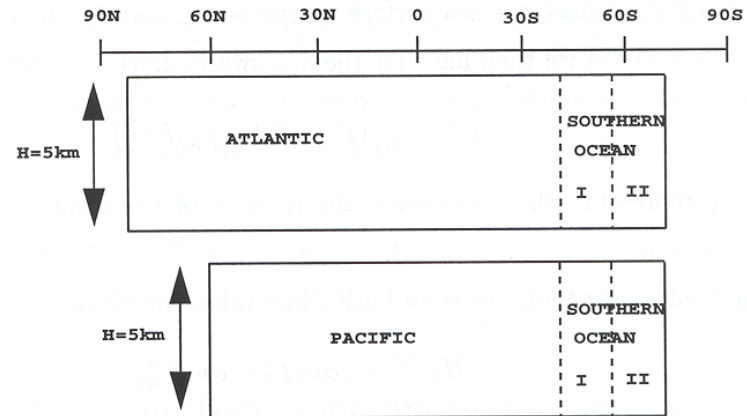 90N 60N 30N 0 30S 60S 90S
SOUTHERN
ATLANTIC
H=5km
OCEAN
I II
SOUTHERN
H=5km
PACIFIC
OCEAN
I II